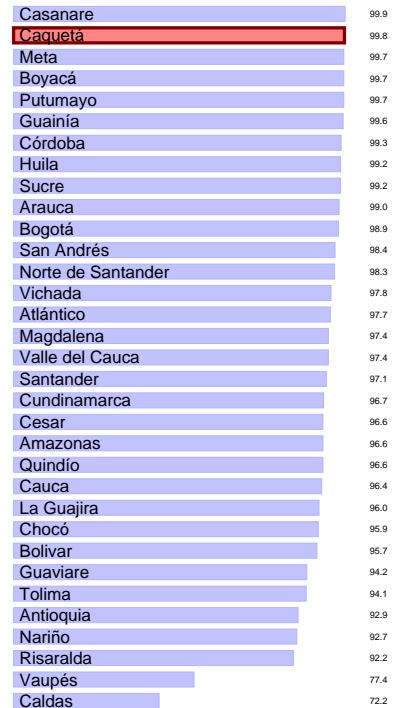 Casanare 99.9
Caquetá 99.8
Meta 99.7
Boyacá 99.7
Putumayo 99.7
Guainía 99.6
Córdoba 99.3
Huila 99.2
Sucre 99.2
Arauca 99.0
Bogotá 98.9
San Andrés 98.4
Norte de Santander 98.3
Vichada 97.8
Atlántico 97.7
Magdalena 97.4
Valle del Cauca 97.4
Santander 97.1
Cundinamarca 96.7
Cesar 96.6
Amazonas 96.6
Quindío 96.6
Cauca 96.4
La Guajira 96.0
Chocó 95.9
Bolivar 95.7
Guaviare 94.2
Tolima 94.1
Antioquia 92.9
Nariño 92.7
Risaralda 92.2
Vaupés 77.4
Caldas 72.2